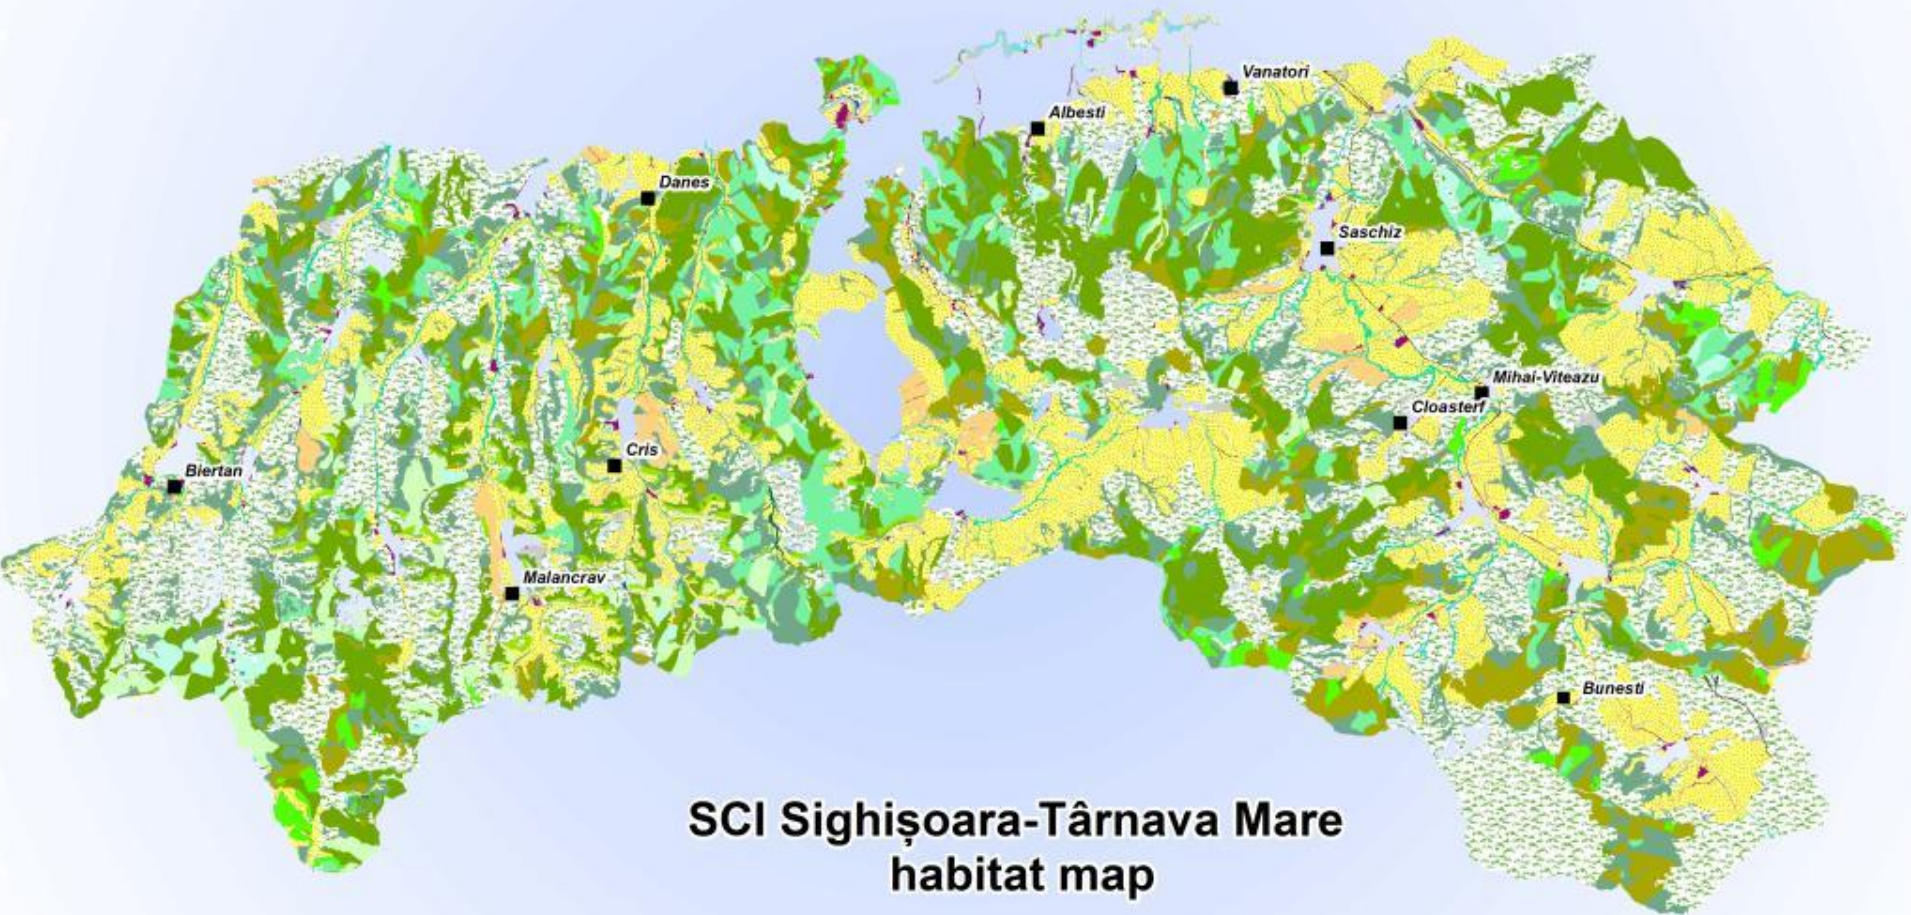 Vanatori
Albesti
Danes
Saschiz
Mihai-Viteazu
Cloasterf
Cris
Biertan
Malancrav
Bunesti
SCI Sighișoara-Târnava Mare
habitat map